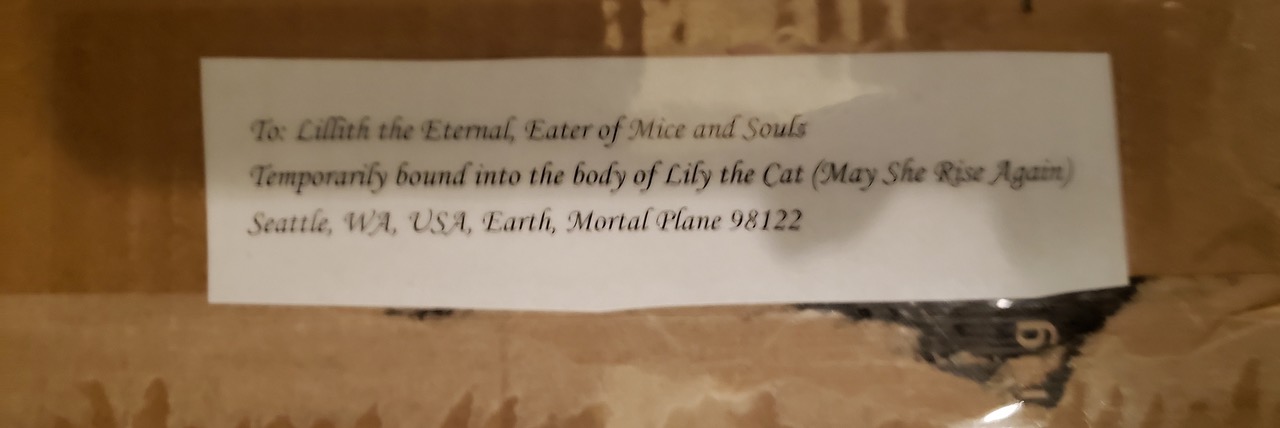 To: Lillith the Eternal, Eater of Mice and Souls
Temporarily bound into the body of Lily the Cat (May She Rise Again)
Seattle, WA, USA, Earth, Mortal Plane 98122